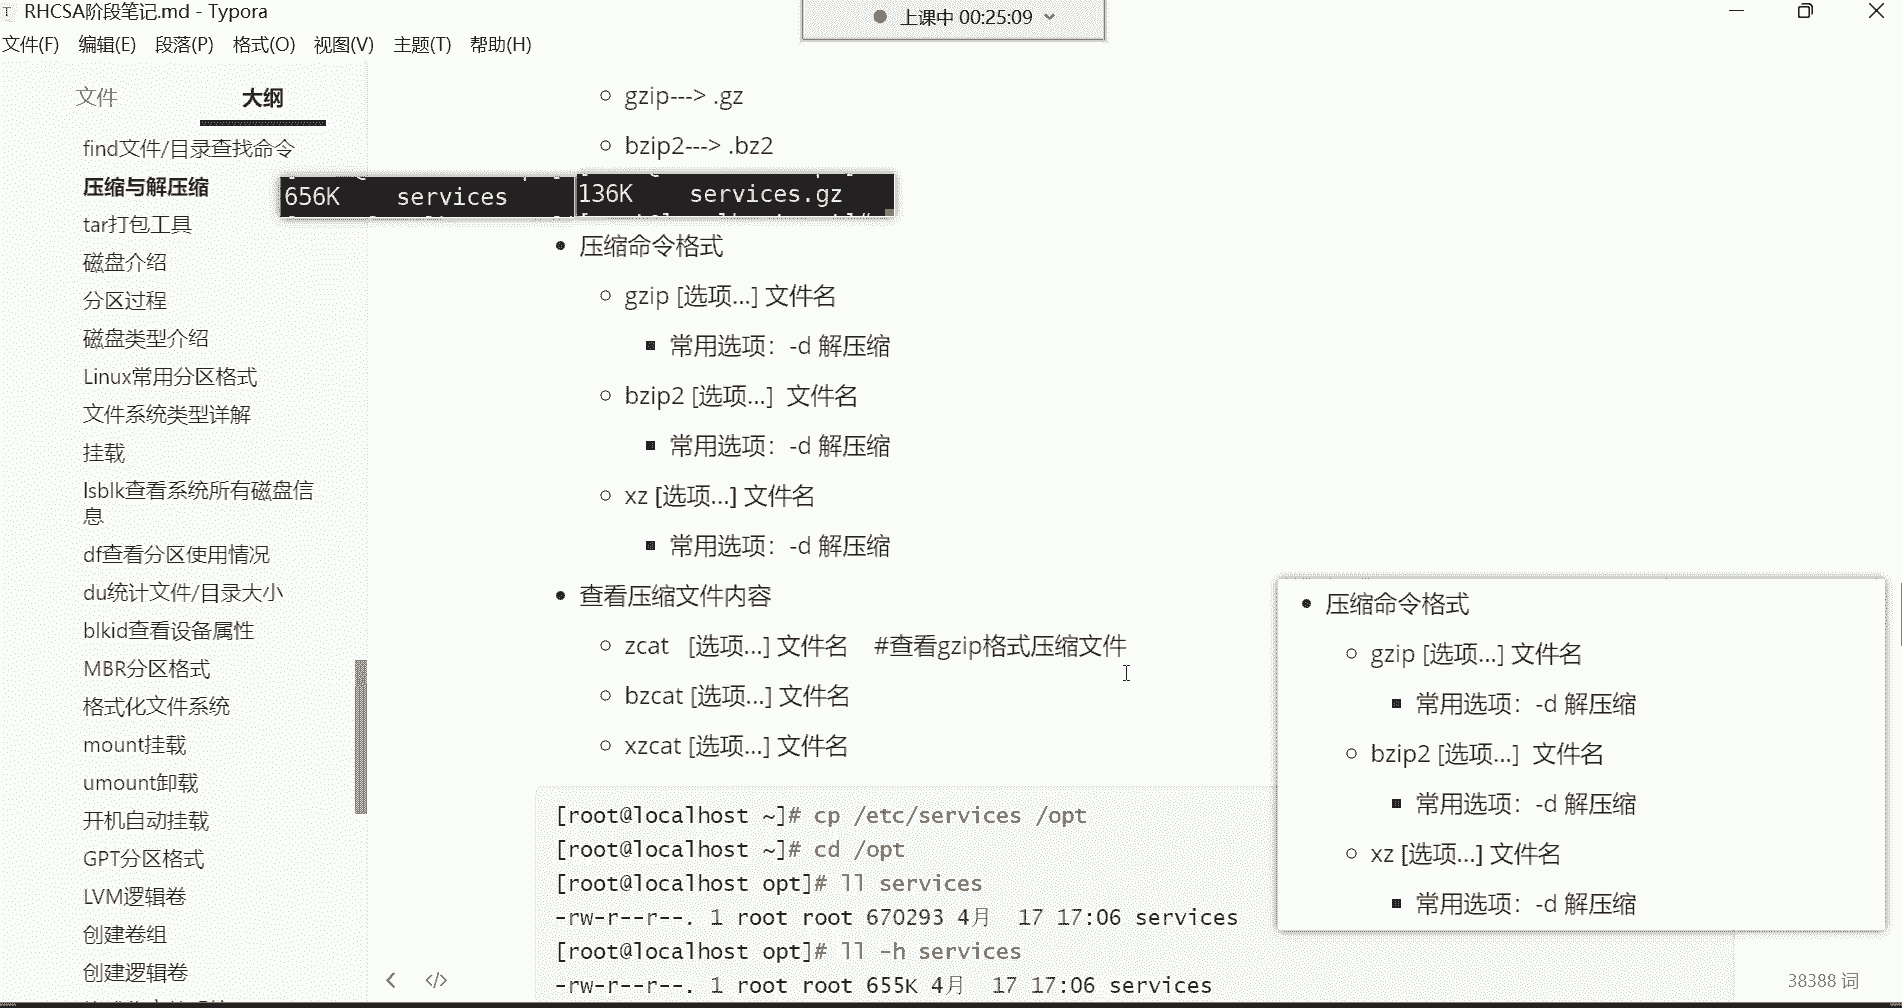 RHCSA阶段笔记.md - Typora
上课中 00:25:09
文件(F) 编辑(E) 段落(P) 格式(O) 视图(V) 主题(T) 帮助(H)
文件 大纲
find文件/目录查找命令
压缩与解压缩
tar打包工具
磁盘介绍
分区过程
磁盘类型介绍
Linux常用分区格式
文件系统类型详解
挂载
lsblk查看系统所有磁盘信
息
df查看分区使用情况
du统计文件/目录大小
blkid查看设备属性
MBR分区格式
格式化文件系统
mount挂载
umount卸载
开机自动挂载
GPT分区格式
LVM逻辑卷
创建卷组
创建逻辑卷
gzip---> .gz
bzip2---> .bz2
656K services
136K services.gz
压缩命令格式
gzip [选项...] 文件名
常用选项：-d 解压缩
bzip2 [选项...] 文件名
常用选项：-d 解压缩
xz [选项...] 文件名
常用选项：-d 解压缩
查看压缩文件内容
zcat [选项...] 文件名 #查看gzip格式压缩文件
bzcat [选项...] 文件名
xzcat [选项...] 文件名
[root@localhost ~]# cp /etc/services /opt
[root@localhost ~]# cd /opt
[root@localhost opt]# ll services
-rw-r--r--. 1 root root 670293 4月 17 17:06 services
[root@localhost opt]# ll -h services
-rw-r--r--. 1 root root 655K 4月 17 17:06 services
压缩命令格式
gzip [选项...] 文件名
常用选项：-d 解压缩
bzip2 [选项...] 文件名
常用选项：-d 解压缩
xz [选项...] 文件名
常用选项：-d 解压缩
38388 词